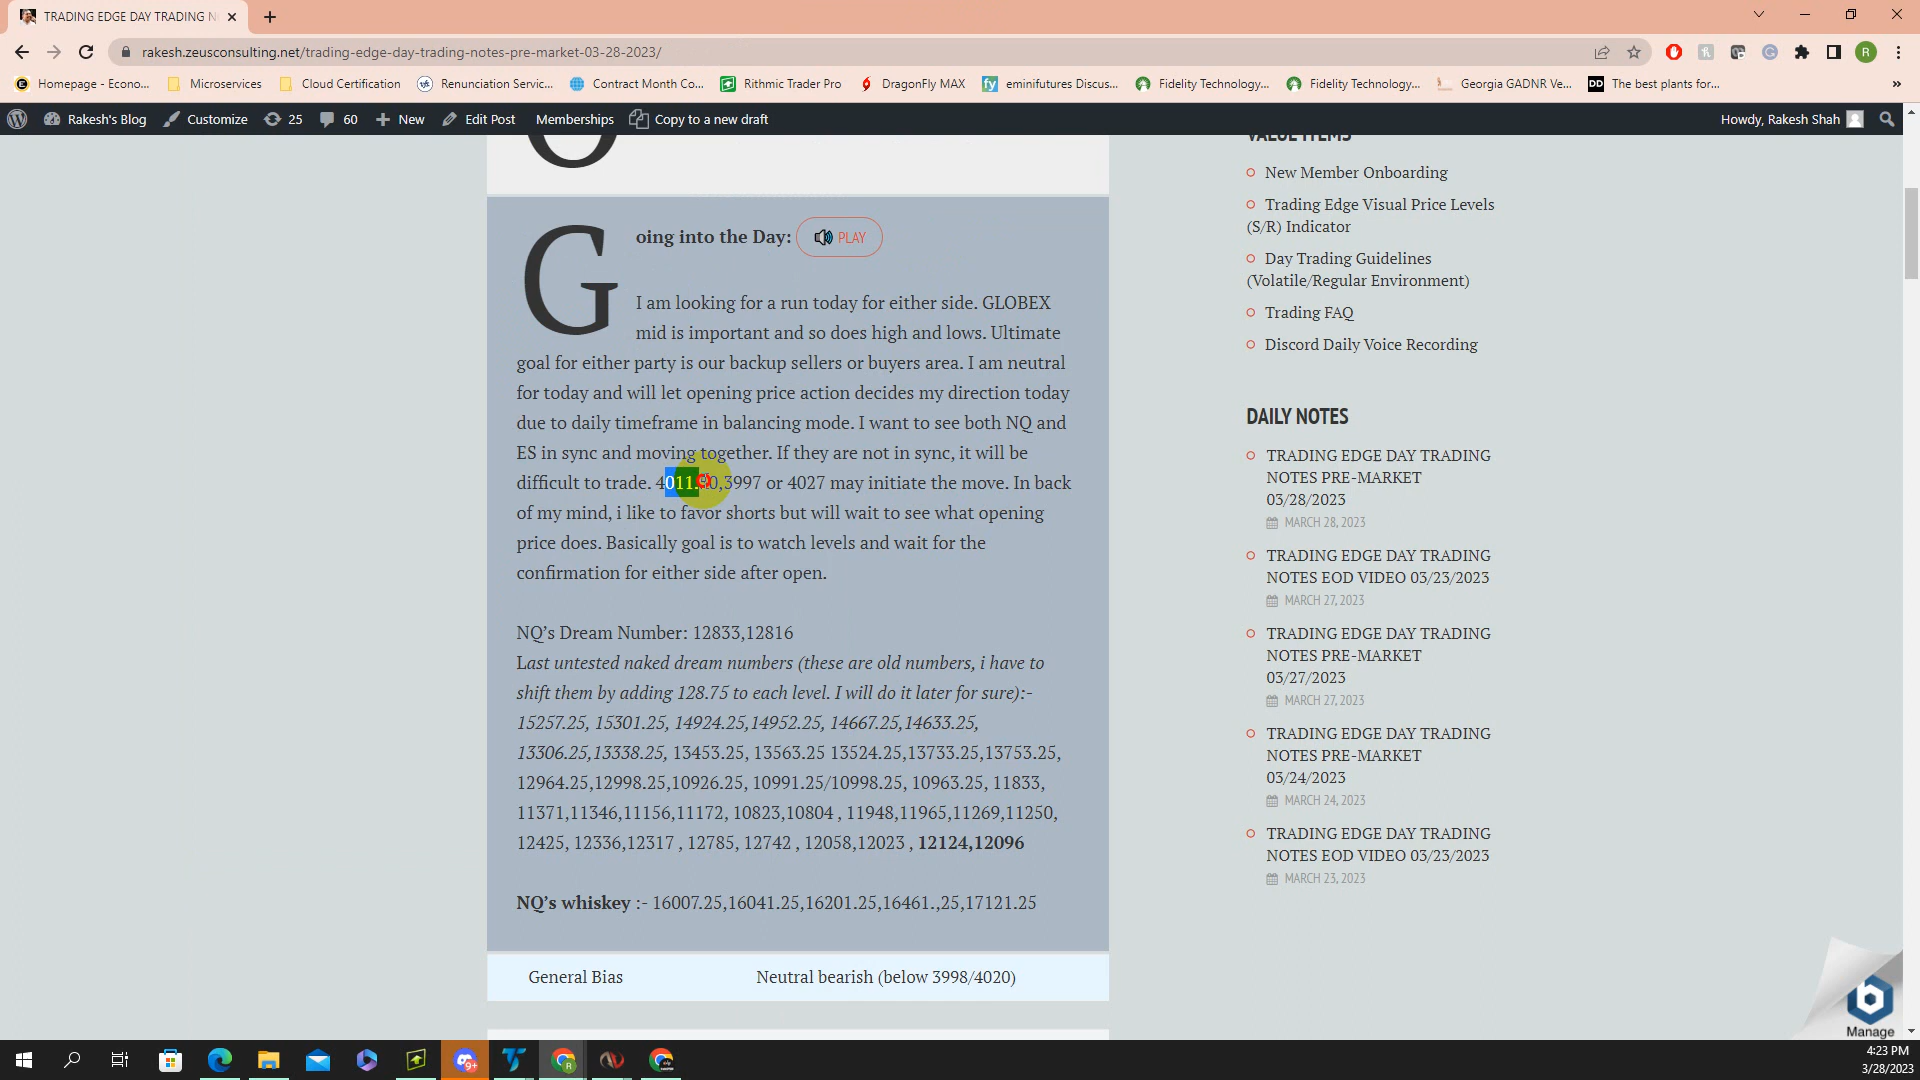 TRADING EDGE DAY TRADING N
rakesh.zeusconsulting.net/trading-edge-day-trading-notes-pre-market-03-28-2023/
R
Homepage - Econo...
Microservices
Cloud Certification
Renunciation Servic...
Contract Month Co...
Rithmic Trader Pro
DragonFly MAX
eminifutures Discus...
Fidelity Technology...
Fidelity Technology...
Georgia GADNR Ve...
DD The best plants for...
Rakesh's Blog
Customize
25
60
New
Edit Post
Memberships
Copy to a new draft
Howdy, Rakesh Shah
Going into the Day: PLAY
I am looking for a run today for either side. GLOBEX
mid is important and so does high and lows. Ultimate
goal for either party is our backup sellers or buyers area. I am neutral
for today and will let opening price action decides my direction today
due to daily timeframe in balancing mode. I want to see both NQ and
ES in sync and moving together. If they are not in sync, it will be
difficult to trade. 4011.50,3997 or 4027 may initiate the move. In back
of my mind, i like to favor shorts but will wait to see what opening
price does. Basically goal is to watch levels and wait for the
confirmation for either side after open.
NQ’s Dream Number: 12833,12816
Last untested naked dream numbers (these are old numbers, i have to
shift them by adding 128.75 to each level. I will do it later for sure):-
15257.25, 15301.25, 14924.25,14952.25, 14667.25,14633.25,
13306.25,13338.25, 13453.25, 13563.25 13524.25,13733.25,13753.25,
12964.25,12998.25,10926.25, 10991.25/10998.25, 10963.25, 11833,
11371,11346,11156,11172, 10823,10804 , 11948,11965,11269,11250,
12425, 12336,12317 , 12785, 12742 , 12058,12023 , 12124,12096
NQ’s whiskey :- 16007.25,16041.25,16201.25,16461.,25,17121.25
General Bias Neutral bearish (below 3998/4020)
VALUE ITEMS
New Member Onboarding
Trading Edge Visual Price Levels
(S/R) Indicator
Day Trading Guidelines
(Volatile/Regular Environment)
Trading FAQ
Discord Daily Voice Recording
DAILY NOTES
TRADING EDGE DAY TRADING
NOTES PRE-MARKET
03/28/2023
MARCH 28, 2023
TRADING EDGE DAY TRADING
NOTES EOD VIDEO 03/23/2023
MARCH 27, 2023
TRADING EDGE DAY TRADING
NOTES PRE-MARKET
03/27/2023
MARCH 27, 2023
TRADING EDGE DAY TRADING
NOTES PRE-MARKET
03/24/2023
MARCH 24, 2023
TRADING EDGE DAY TRADING
NOTES EOD VIDEO 03/23/2023
MARCH 23, 2023
Manage
9+
4:23 PM
3/28/2023